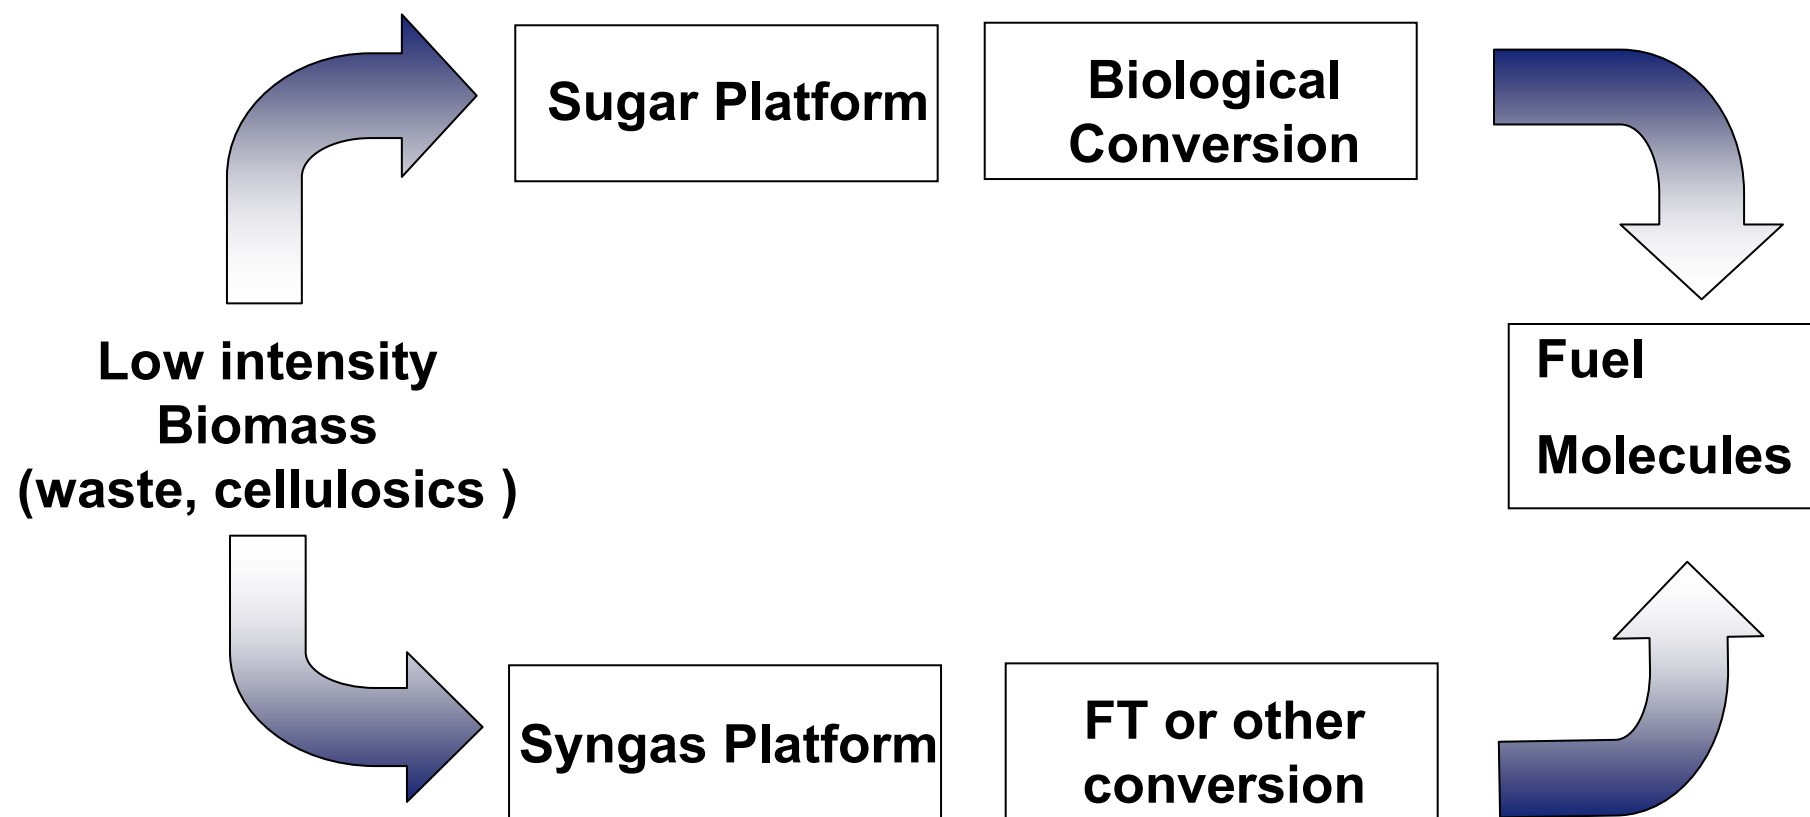 Sugar Platform
Biological
Conversion
Low intensity
Biomass
(waste, cellulosics )
Fuel
Molecules
Syngas Platform
FT or other
conversion